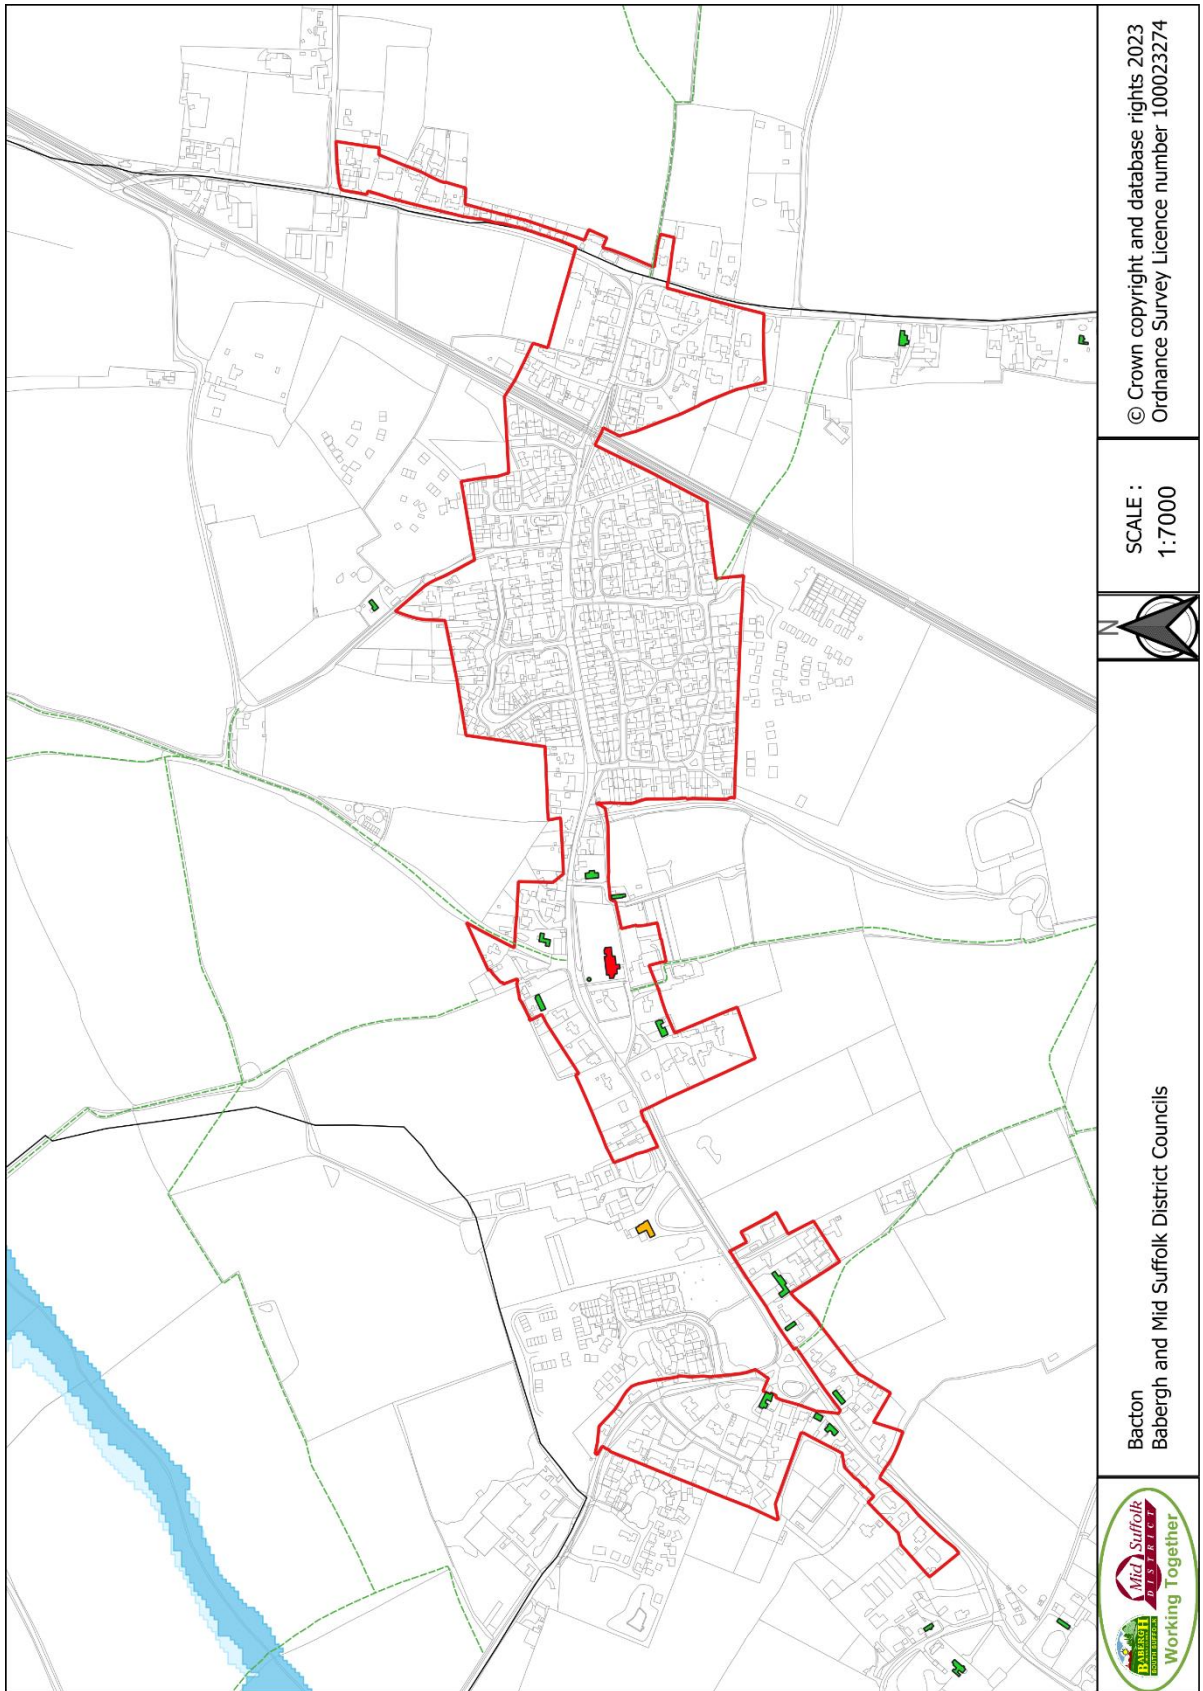 Bacton
Babergh and Mid Suffolk District Councils
N
SCALE :
1:7000
© Crown copyright and database rights 2023
Ordnance Survey Licence number 100023274
BABERGH
SOUTH SUFFOLK
Mid Suffolk
DISTRICT
Working Together